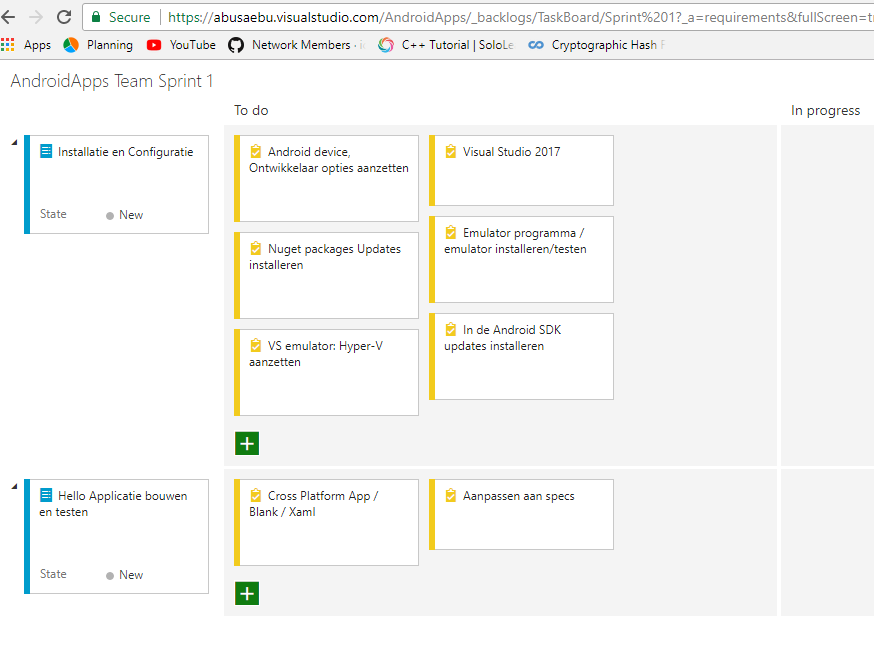 Secure
https://abusaebu.visualstudio.com/AndroidApps/_backlogs/TaskBoard/Sprint%201?_a=requirements&fullScreen=
Apps
Planning
YouTube
Network Members ·
C++ Tutorial | SoloLe
Cryptographic Hash
AndroidApps Team Sprint 1
To do
In progress
Installatie en Configuratie
State
New
Android device,
Ontwikkelaar opties aanzetten
Visual Studio 2017
Nuget packages Updates
installeren
Emulator programma /
emulator installeren/testen
VS emulator: Hyper-V
aanzetten
In de Android SDK
updates installeren
Hello Applicatie bouwen
en testen
State
New
Cross Platform App /
Blank / Xaml
Aanpassen aan specs